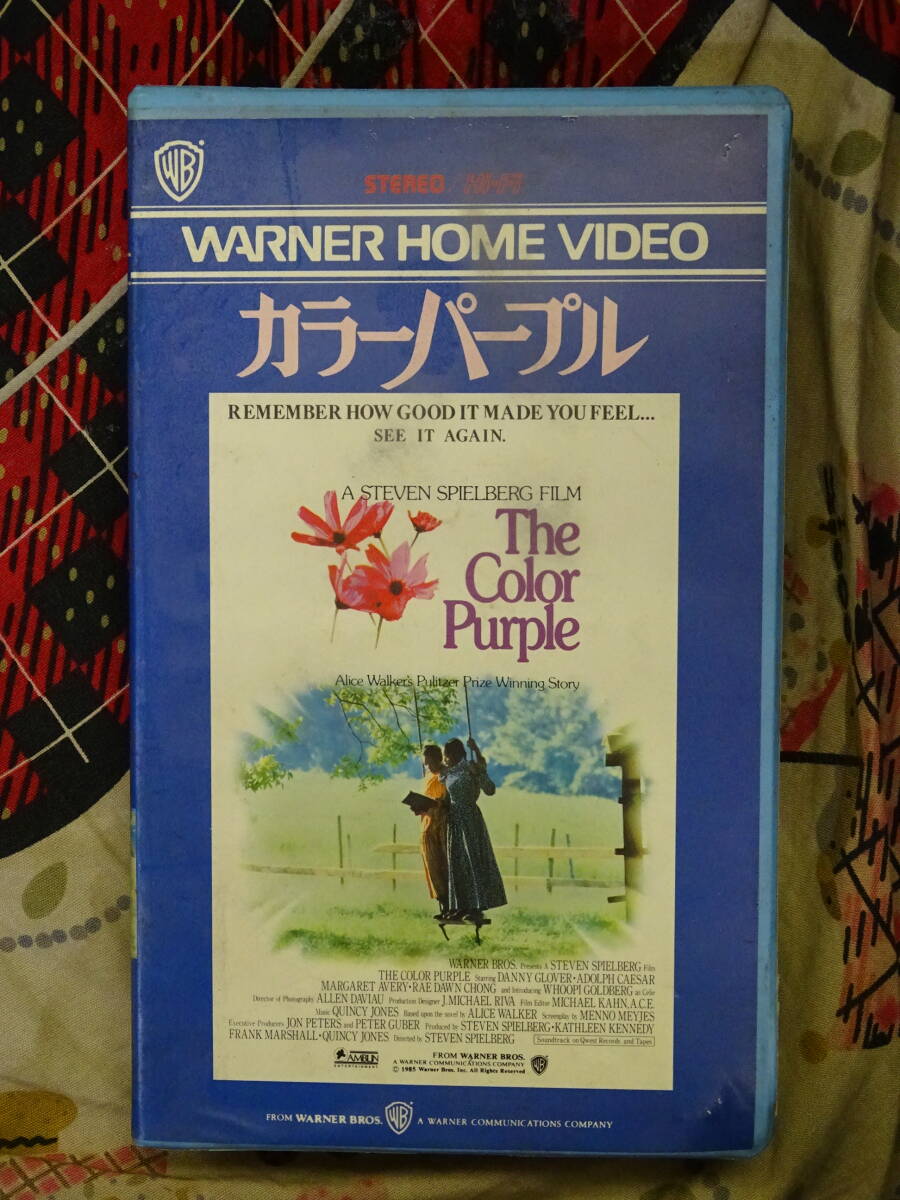 WB
STEREO / HI-FI
WARNER HOME VIDEO
カラーパープル
REMEMBER HOW GOOD IT MADE YOU FEEL...
SEE IT AGAIN.
A STEVEN SPIELBERG FILM
The
Color
Purple
Alice Walker's Pulitzer Prize Winning Story
WARNER BROS. Presents A STEVEN SPIELBERG Film
THE COLOR PURPLE Starring DANNY GLOVER・ADOLPH CAESAR
MARGARET AVERY・RAE DAWN CHONG and Introducing WHOOPI GOLDBERG as Celie
Director of Photography ALLEN DAVIAU Production Designer J. MICHAEL RIVA Film Editor MICHAEL KAHN, A.C.E.
Music QUINCY JONES Based upon the novel by ALICE WALKER Screenplay by MENNO MEYJES
Executive Producers JON PETERS and PETER GUBER Produced by STEVEN SPIELBERG・KATHLEEN KENNEDY
FRANK MARSHALL・QUINCY JONES Directed by STEVEN SPIELBERG Soundtrack on Qwest Records and Tapes
AMBLIN ENTERTAINMENT
FROM WARNER BROS.
A WARNER COMMUNICATIONS COMPANY
© 1985 Warner Bros. Inc. All Rights Reserved
WB
FROM WARNER BROS. WB A WARNER COMMUNICATIONS COMPANY